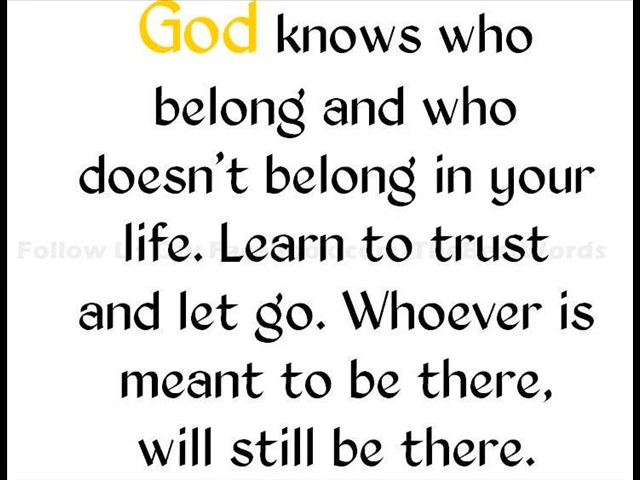 God knows who
belong and who
doesn't belong in your
life. Learn to trust
and let go. Whoever is
meant to be there,
will still be there.
Follow